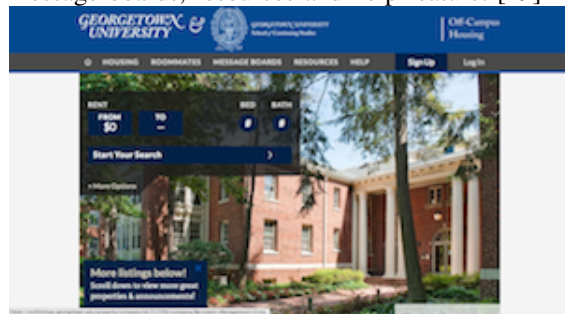 GEORGETOWN
UNIVERSITY
&
GEORGETOWN UNIVERSITY
School of Continuing Studies
Off-Campus
Housing
HOUSING ROOMMATES MESSAGE BOARDS RESOURCES HELP Sign Up Log In
RENT BED BATH
FROM TO
$0 -- # #
Start Your Search
+ More Options
More listings below!
Scroll down to view more great
properties & announcements!